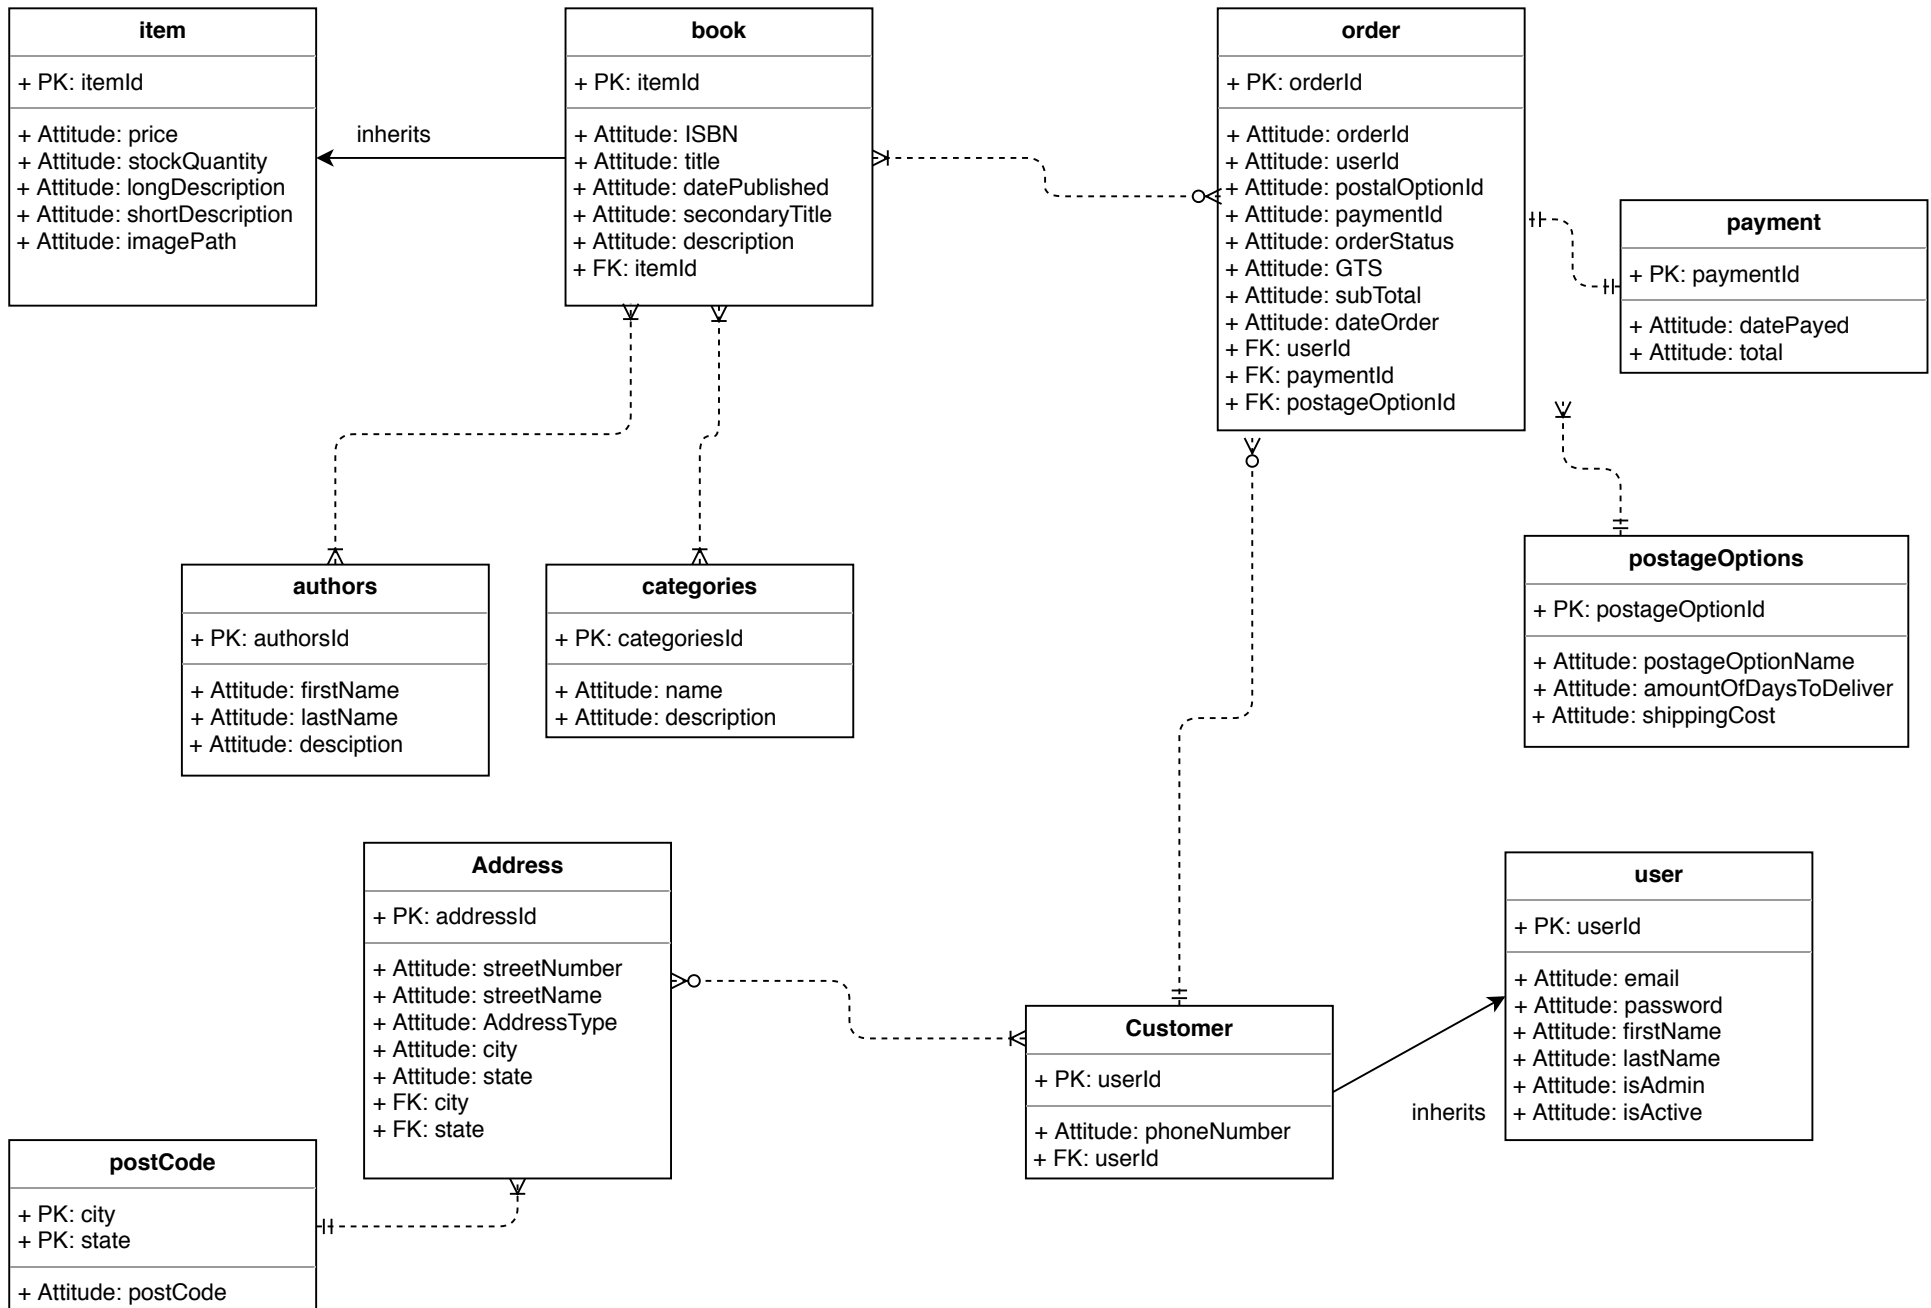 item
+ PK: itemId
+ Attitude: price
+ Attitude: stockQuantity
+ Attitude: longDescription
+ Attitude: shortDescription
+ Attitude: imagePath
inherits
book
+ PK: itemId
+ Attitude: ISBN
+ Attitude: title
+ Attitude: datePublished
+ Attitude: secondaryTitle
+ Attitude: description
+ FK: itemId
order
+ PK: orderId
+ Attitude: orderId
+ Attitude: userId
+ Attitude: postalOptionId
+ Attitude: paymentId
+ Attitude: orderStatus
+ Attitude: GTS
+ Attitude: subTotal
+ Attitude: dateOrder
+ FK: userId
+ FK: paymentId
+ FK: postageOptionId
payment
+ PK: paymentId
+ Attitude: datePayed
+ Attitude: total
authors
+ PK: authorsId
+ Attitude: firstName
+ Attitude: lastName
+ Attitude: desciption
categories
+ PK: categoriesId
+ Attitude: name
+ Attitude: description
postageOptions
+ PK: postageOptionId
+ Attitude: postageOptionName
+ Attitude: amountOfDaysToDeliver
+ Attitude: shippingCost
Address
+ PK: addressId
+ Attitude: streetNumber
+ Attitude: streetName
+ Attitude: AddressType
+ Attitude: city
+ Attitude: state
+ FK: city
+ FK: state
Customer
+ PK: userId
+ Attitude: phoneNumber
+ FK: userId
inherits
user
+ PK: userId
+ Attitude: email
+ Attitude: password
+ Attitude: firstName
+ Attitude: lastName
+ Attitude: isAdmin
+ Attitude: isActive
postCode
+ PK: city
+ PK: state
+ Attitude: postCode